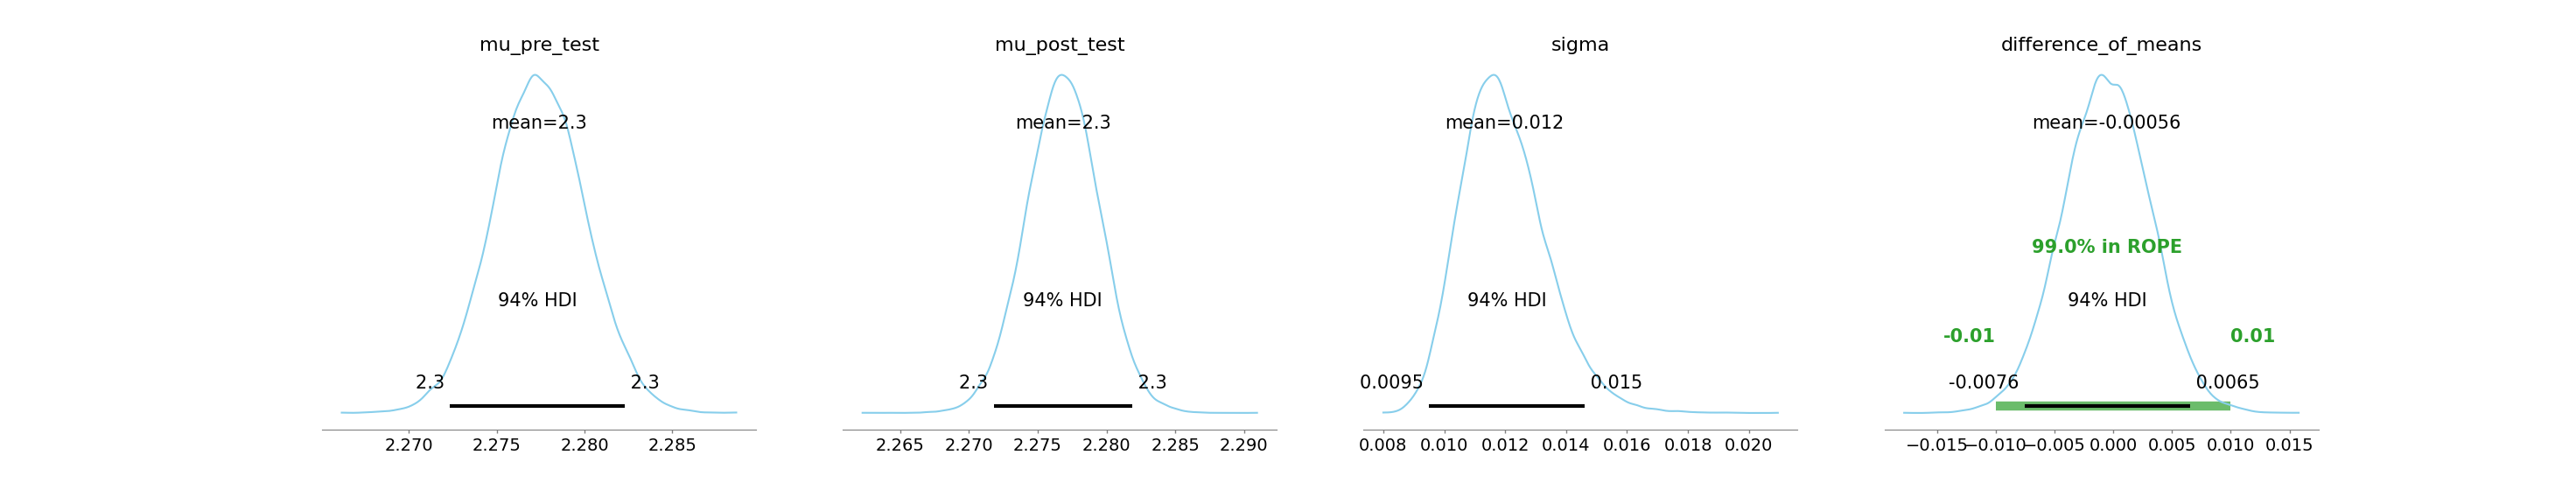 mu_pre_test
mean=2.3
94% HDI
2.3 2.3
2.270 2.275 2.280 2.285
mu_post_test
mean=2.3
94% HDI
2.3 2.3
2.265 2.270 2.275 2.280 2.285 2.290
sigma
mean=0.012
94% HDI
0.0095 0.015
0.008 0.010 0.012 0.014 0.016 0.018 0.020
difference_of_means
mean=-0.00056
99.0% in ROPE
94% HDI
-0.01 0.01
-0.0076 0.0065
−0.015 −0.010 −0.005 0.000 0.005 0.010 0.015